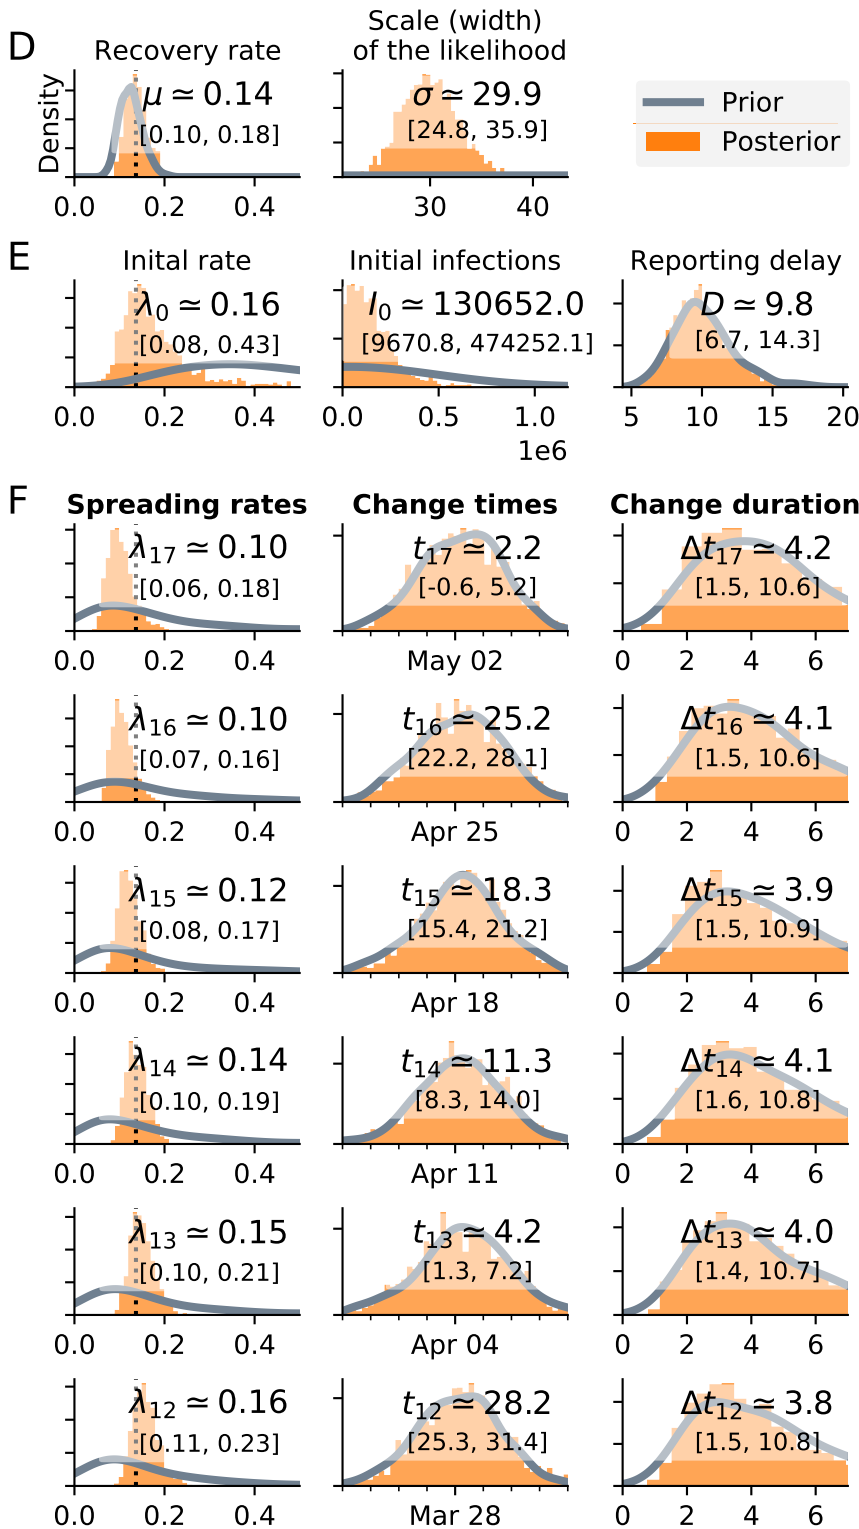 D
Recovery rate
Scale (width)
of the likelihood
Density
μ ≃ 0.14
[0.10, 0.18]
σ ≃ 29.9
[24.8, 35.9]
Prior
Posterior
0.0 0.2 0.4
30 40
E
Inital rate
Initial infections
Reporting delay
λ0 ≃ 0.16
[0.08, 0.43]
I0 ≃ 130652.0
[9670.8, 474252.1]
D ≃ 9.8
[6.7, 14.3]
0.0 0.2 0.4
0.0 0.5 1.0
1e6
5 10 15 20
F
Spreading rates
Change times
Change duration
λ17 ≃ 0.10
[0.06, 0.18]
t17 ≃ 2.2
[-0.6, 5.2]
Δt17 ≃ 4.2
[1.5, 10.6]
0.0 0.2 0.4
May 02
0 2 4 6
λ16 ≃ 0.10
[0.07, 0.16]
t16 ≃ 25.2
[22.2, 28.1]
Δt16 ≃ 4.1
[1.5, 10.6]
0.0 0.2 0.4
Apr 25
0 2 4 6
λ15 ≃ 0.12
[0.08, 0.17]
t15 ≃ 18.3
[15.4, 21.2]
Δt15 ≃ 3.9
[1.5, 10.9]
0.0 0.2 0.4
Apr 18
0 2 4 6
λ14 ≃ 0.14
[0.10, 0.19]
t14 ≃ 11.3
[8.3, 14.0]
Δt14 ≃ 4.1
[1.6, 10.8]
0.0 0.2 0.4
Apr 11
0 2 4 6
λ13 ≃ 0.15
[0.10, 0.21]
t13 ≃ 4.2
[1.3, 7.2]
Δt13 ≃ 4.0
[1.4, 10.7]
0.0 0.2 0.4
Apr 04
0 2 4 6
λ12 ≃ 0.16
[0.11, 0.23]
t12 ≃ 28.2
[25.3, 31.4]
Δt12 ≃ 3.8
[1.5, 10.8]
0.0 0.2 0.4
Mar 28
0 2 4 6